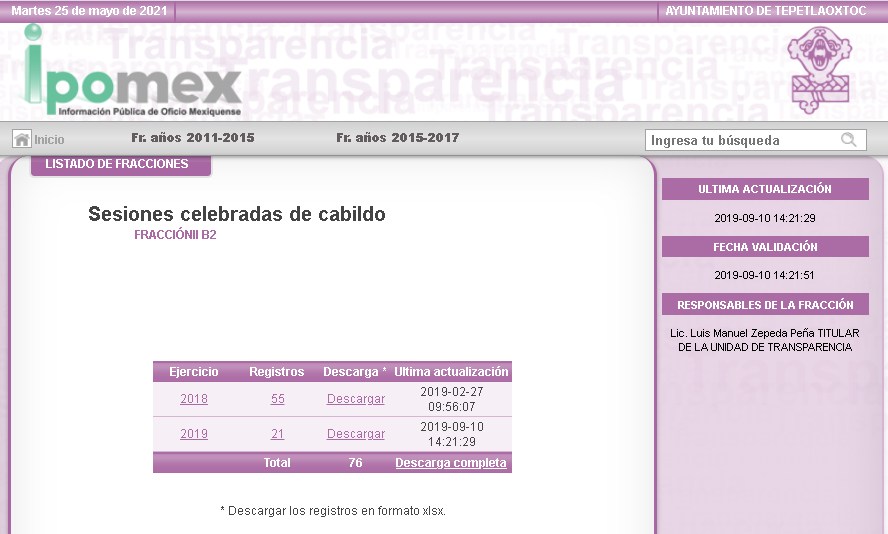 Martes 25 de mayo de 2021
AYUNTAMIENTO DE TEPETLAOXTOC
Transparencia
Transparencia
Transparencia
Transparencia
ipomex
Información Pública de Oficio Mexiquense
Inicio
Fr. años 2011-2015
Fr. años 2015-2017
Ingresa tu búsqueda
LISTADO DE FRACCIONES
Sesiones celebradas de cabildo
FRACCIÓNII B2
ULTIMA ACTUALIZACIÓN
2019-09-10 14:21:29
FECHA VALIDACIÓN
2019-09-10 14:21:51
RESPONSABLES DE LA FRACCIÓN
Lic. Luis Manuel Zepeda Peña TITULAR
DE LA UNIDAD DE TRANSPARENCIA
Ejercicio Registros Descarga * Ultima actualización
2018 55 Descargar 2019-02-27
09:56:07
2019 21 Descargar 2019-09-10
14:21:29
Total 76 Descarga completa
* Descargar los registros en formato xlsx.